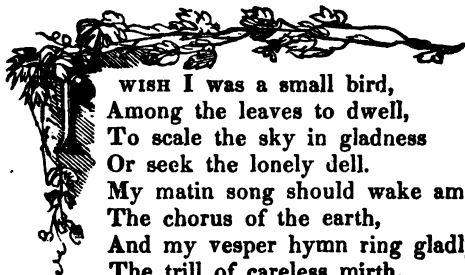 I WISH I was a small bird,
Among the leaves to dwell,
To scale the sky in gladness
Or seek the lonely dell.
My matin song should wake am
The chorus of the earth,
And my vesper hymn ring gladl
The trill of careless mirth